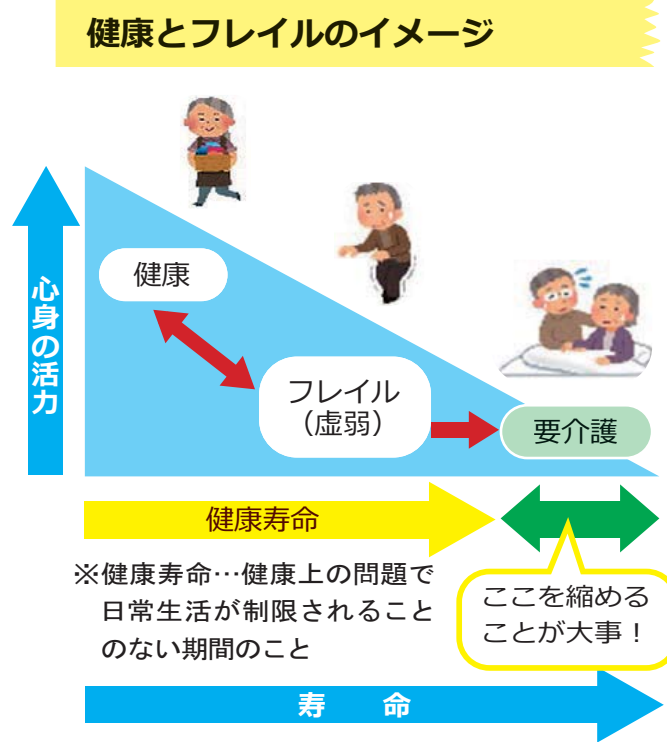 健康とフレイルのイメージ
心身の活力
健康
フレイル
（虚弱）
要介護
健康寿命
※健康寿命…健康上の問題で
日常生活が制限されること
のない期間のこと
ここを縮める
ことが大事！
寿　命